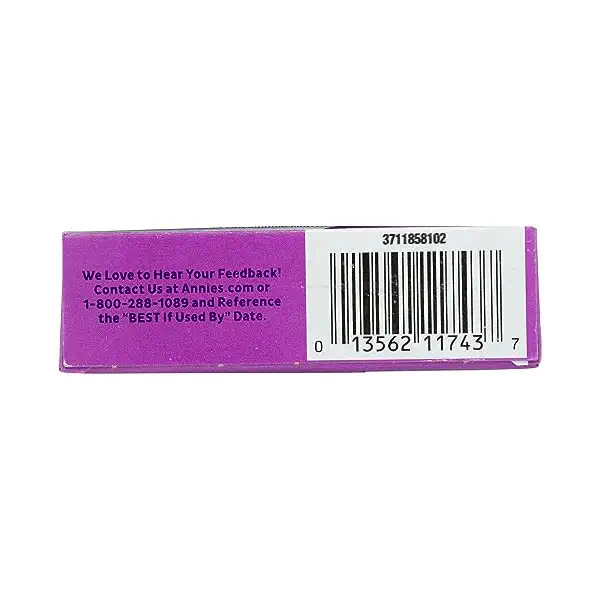 We Love to Hear Your Feedback!
Contact Us at Annies.com or
1-800-288-1089 and Reference
the "BEST If Used By" Date.
3711858102
0 13562 11743 7